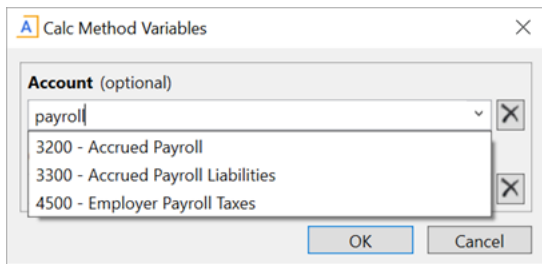 A Calc Method Variables
Account (optional)
payroll
3200 - Accrued Payroll
3300 - Accrued Payroll Liabilities
4500 - Employer Payroll Taxes
OK Cancel